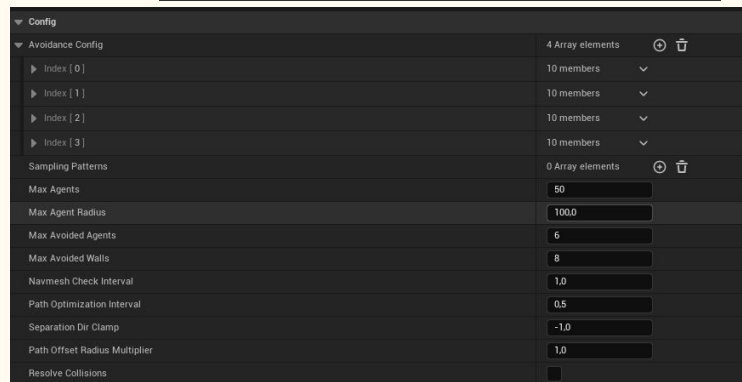 Config
Avoidance Config 4 Array elements
Index [ 0 ] 10 members
Index [ 1 ] 10 members
Index [ 2 ] 10 members
Index [ 3 ] 10 members
Sampling Patterns 0 Array elements
Max Agents 50
Max Agent Radius 100,0
Max Avoided Agents 6
Max Avoided Walls 8
Navmesh Check Interval 1,0
Path Optimization Interval 0,5
Separation Dir Clamp -1,0
Path Offset Radius Multiplier 1,0
Resolve Collisions